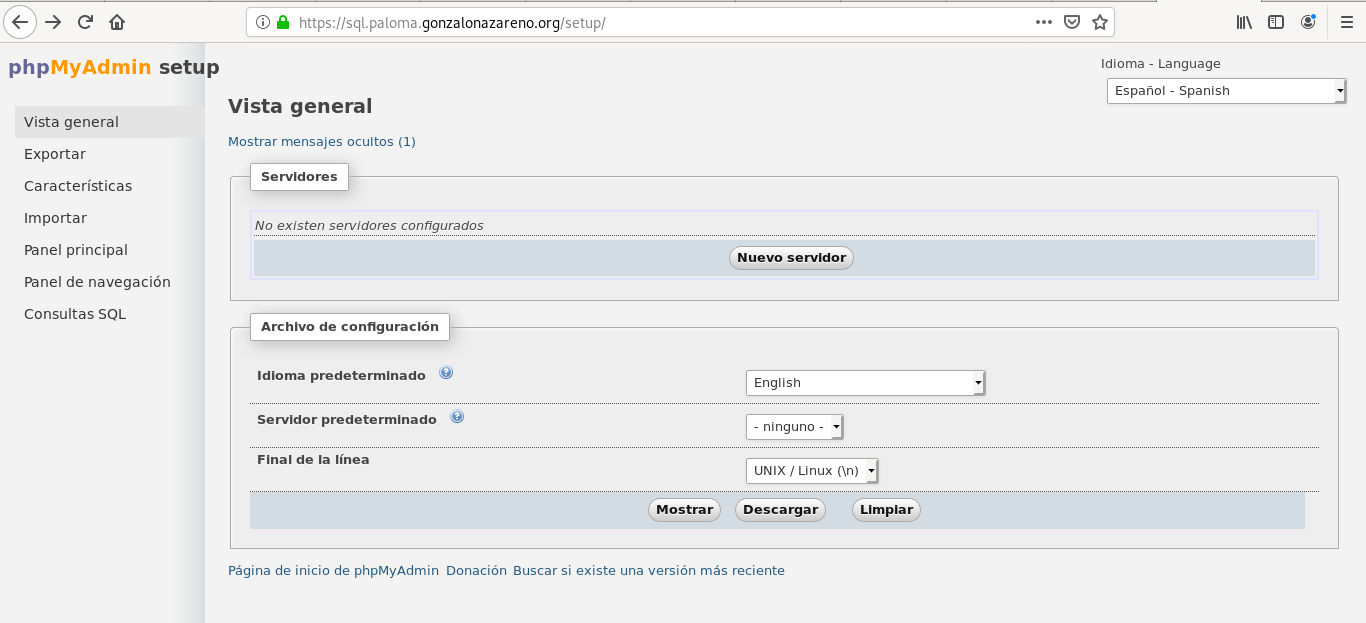 https://sql.paloma.gonzalonazareno.org/setup/
phpMyAdmin setup
Idioma - Language
Español - Spanish
Vista general
Exportar
Características
Importar
Panel principal
Panel de navegación
Consultas SQL
Vista general
Mostrar mensajes ocultos (1)
Servidores
No existen servidores configurados
Nuevo servidor
Archivo de configuración
Idioma predeterminado
English
Servidor predeterminado
- ninguno -
Final de la línea
UNIX / Linux (\n)
Mostrar Descargar Limpiar
Página de inicio de phpMyAdmin Donación Buscar si existe una versión más reciente